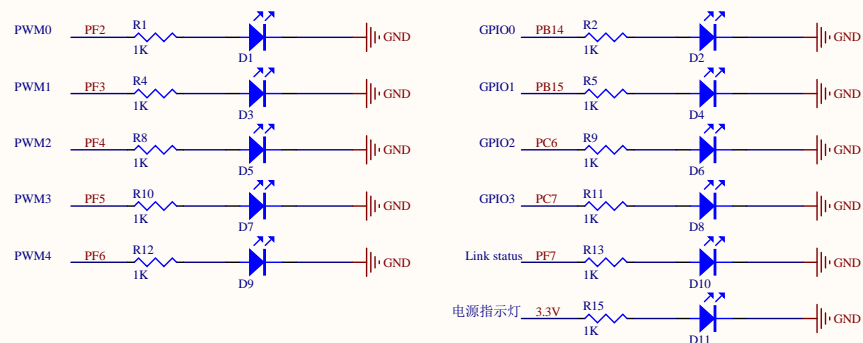 PWM0 PF2 R1 1K D1 GND
PWM1 PF3 R4 1K D3 GND
PWM2 PF4 R8 1K D5 GND
PWM3 PF5 R10 1K D7 GND
PWM4 PF6 R12 1K D9 GND
GPIO0 PB14 R2 1K D2 GND
GPIO1 PB15 R5 1K D4 GND
GPIO2 PC6 R9 1K D6 GND
GPIO3 PC7 R11 1K D8 GND
Link status PF7 R13 1K D10 GND
电源指示灯 3.3V R15 1K D11 GND